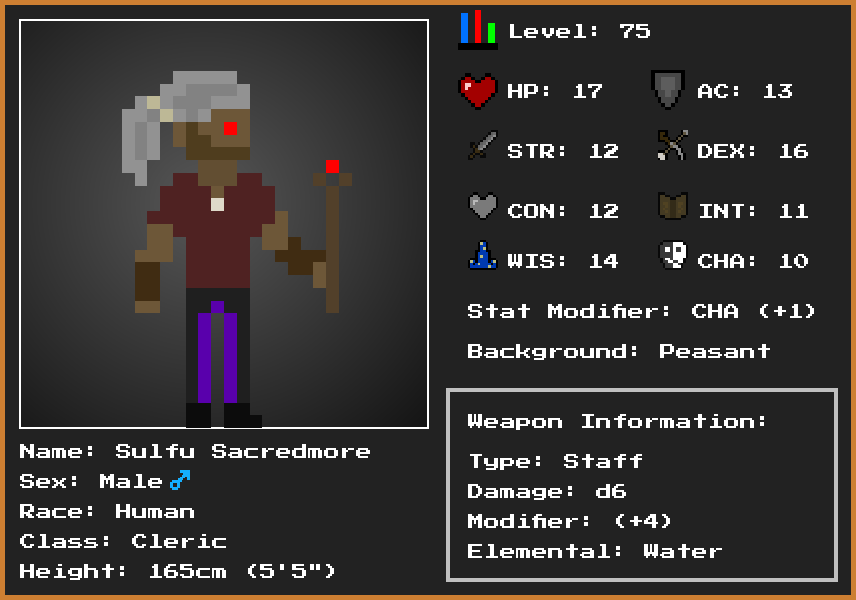 Level: 75
HP: 17
AC: 13
STR: 12
DEX: 16
CON: 12
INT: 11
WIS: 14
CHA: 10
Stat Modifier: CHA (+1)
Background: Peasant
Weapon Information:
Type: Staff
Damage: d6
Modifier: (+4)
Elemental: Water
Name: Sulfu Sacredmore
Sex: Male♂
Race: Human
Class: Cleric
Height: 165cm (5'5")